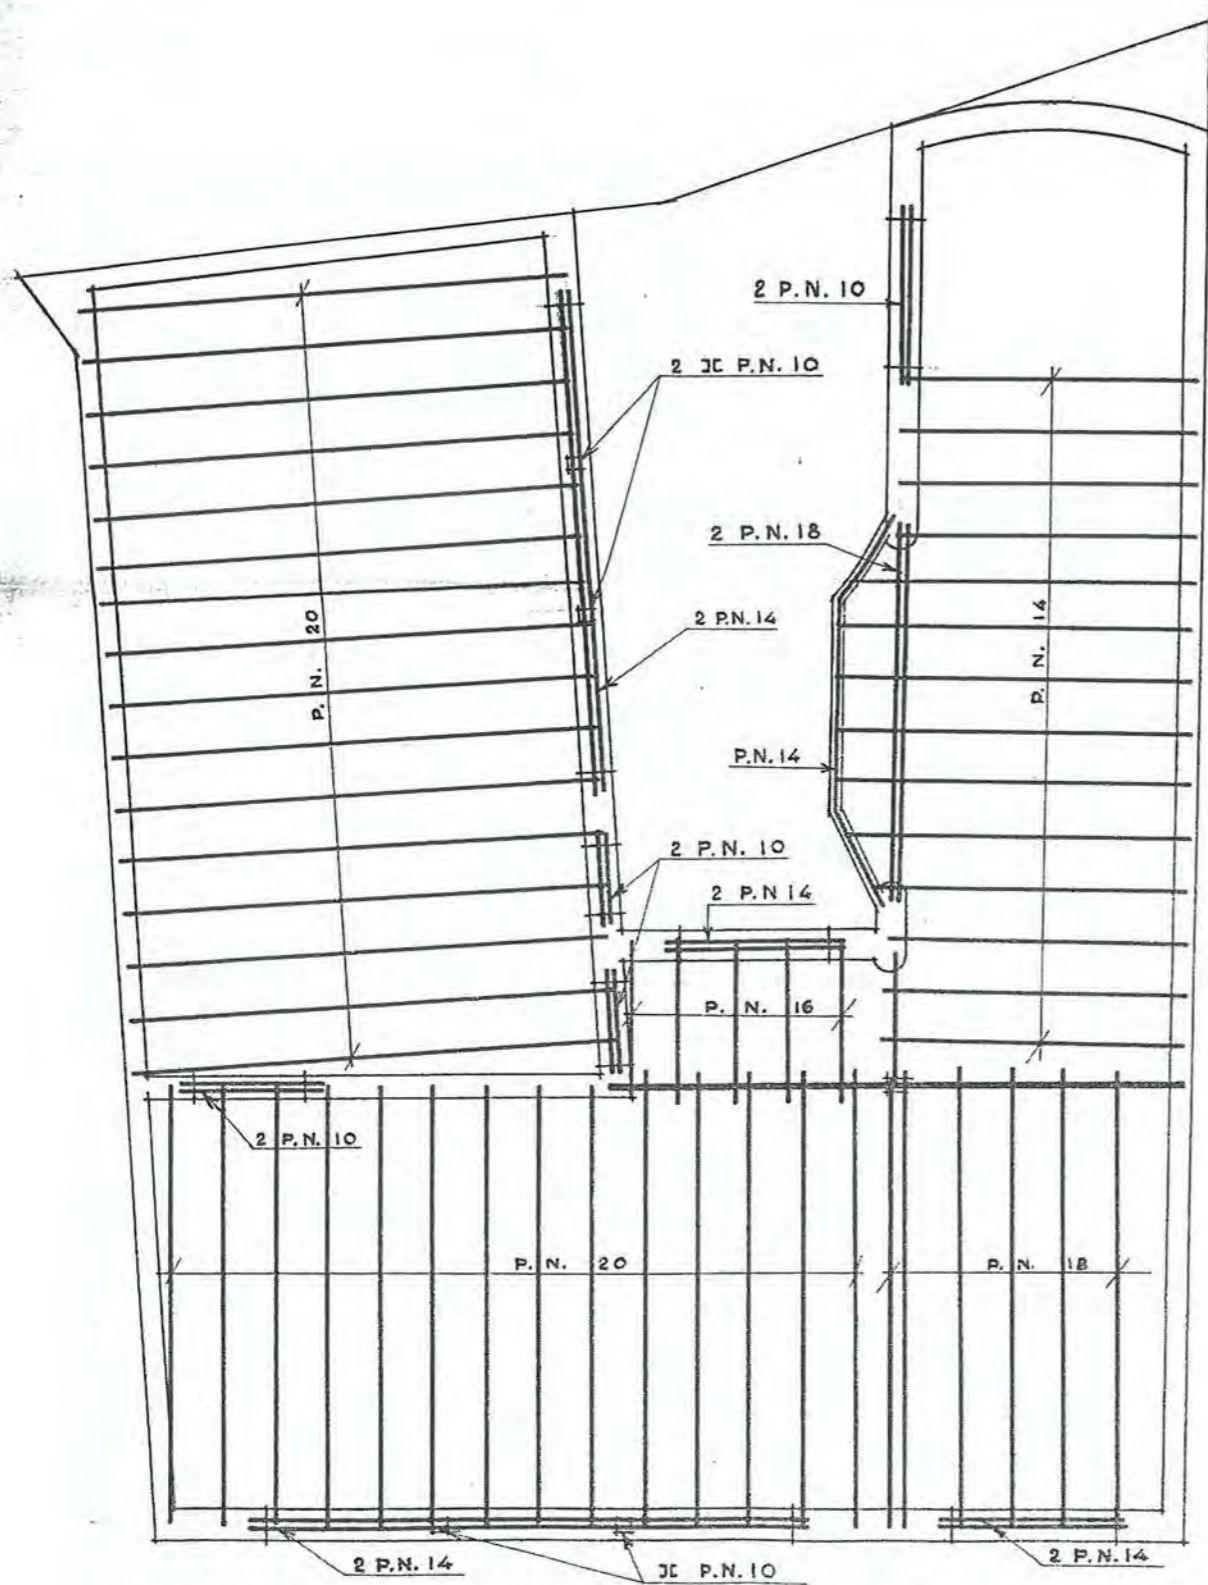 2 P.N. 10
2 ][ P.N. 10
2 P.N. 18
P. N. 20
2 P.N. 14
P. N. 14
P.N. 14
2 P.N. 10
2 P.N 14
P. N. 16
2 P.N. 10
P. N. 20
P. N. 18
2 P.N. 14
][ P.N. 10
2 P.N. 14